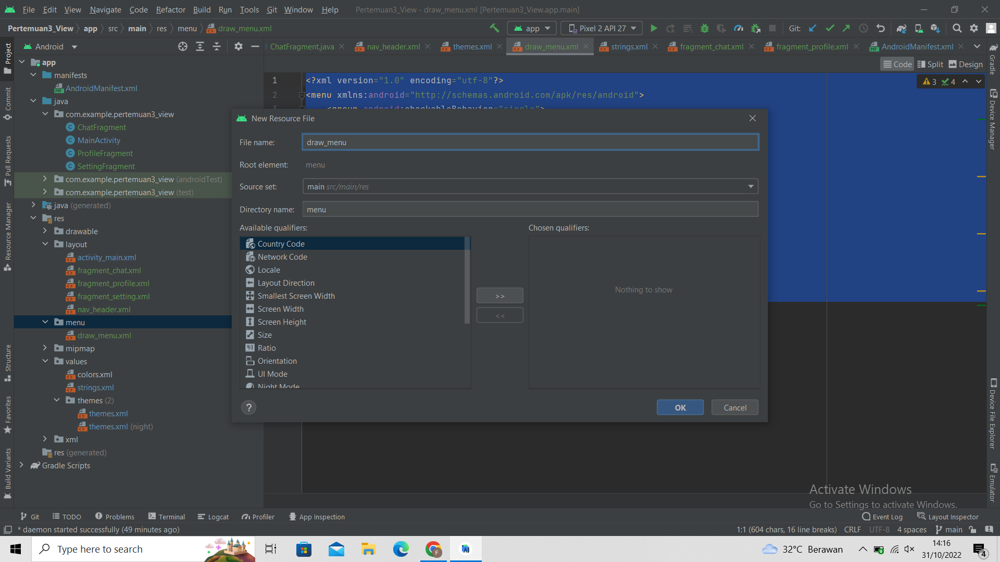 File Edit View Navigate Code Refactor Build Run Tools Git Window Help Pertemuan3_View - draw_menu.xml [Pertemuan3_View.app.main]
Pertemuan3_View app src main res menu draw_menu.xml app Pixel 2 API 27 Git:
Android ChatFragment.java nav_header.xml themes.xml draw_menu.xml strings.xml fragment_chat.xml fragment_profile.xml AndroidManifest.xml
Code Split Design
Project
Commit
Pull Requests
Resource Manager
Structure
Favorites
Build Variants
app
manifests
AndroidManifest.xml
java
com.example.pertemuan3_view
ChatFragment
MainActivity
ProfileFragment
SettingFragment
com.example.pertemuan3_view (androidTest)
com.example.pertemuan3_view (test)
java (generated)
res
drawable
layout
activity_main.xml
fragment_chat.xml
fragment_profile.xml
fragment_setting.xml
nav_header.xml
menu
draw_menu.xml
mipmap
values
colors.xml
strings.xml
themes (2)
themes.xml
themes.xml (night)
xml
res (generated)
Gradle Scripts
1 <?xml version="1.0" encoding="utf-8"?>
2 <menu xmlns:android="http://schemas.android.com/apk/res/android">
3 <group android:checkableBehavior="single">
3 4
New Resource File
File name: draw_menu
Root element: menu
Source set: main src/main/res
Directory name: menu
Available qualifiers:
Country Code
Network Code
Locale
Layout Direction
Smallest Screen Width
Screen Width
Screen Height
Size
Ratio
Orientation
UI Mode
Night Mode
>>
<<
Chosen qualifiers:
Nothing to show
?
OK Cancel
Gradle
Device Manager
Device File Explorer
Emulator
Activate Windows
Go to Settings to activate Windows.
Git TODO Problems Terminal Logcat Profiler App Inspection Event Log Layout Inspector
* daemon started successfully (49 minutes ago) 1:1 (604 chars, 16 line breaks) CRLF UTF-8 4 spaces main
Type here to search
F
32°C Berawan
14:16
31/10/2022
4